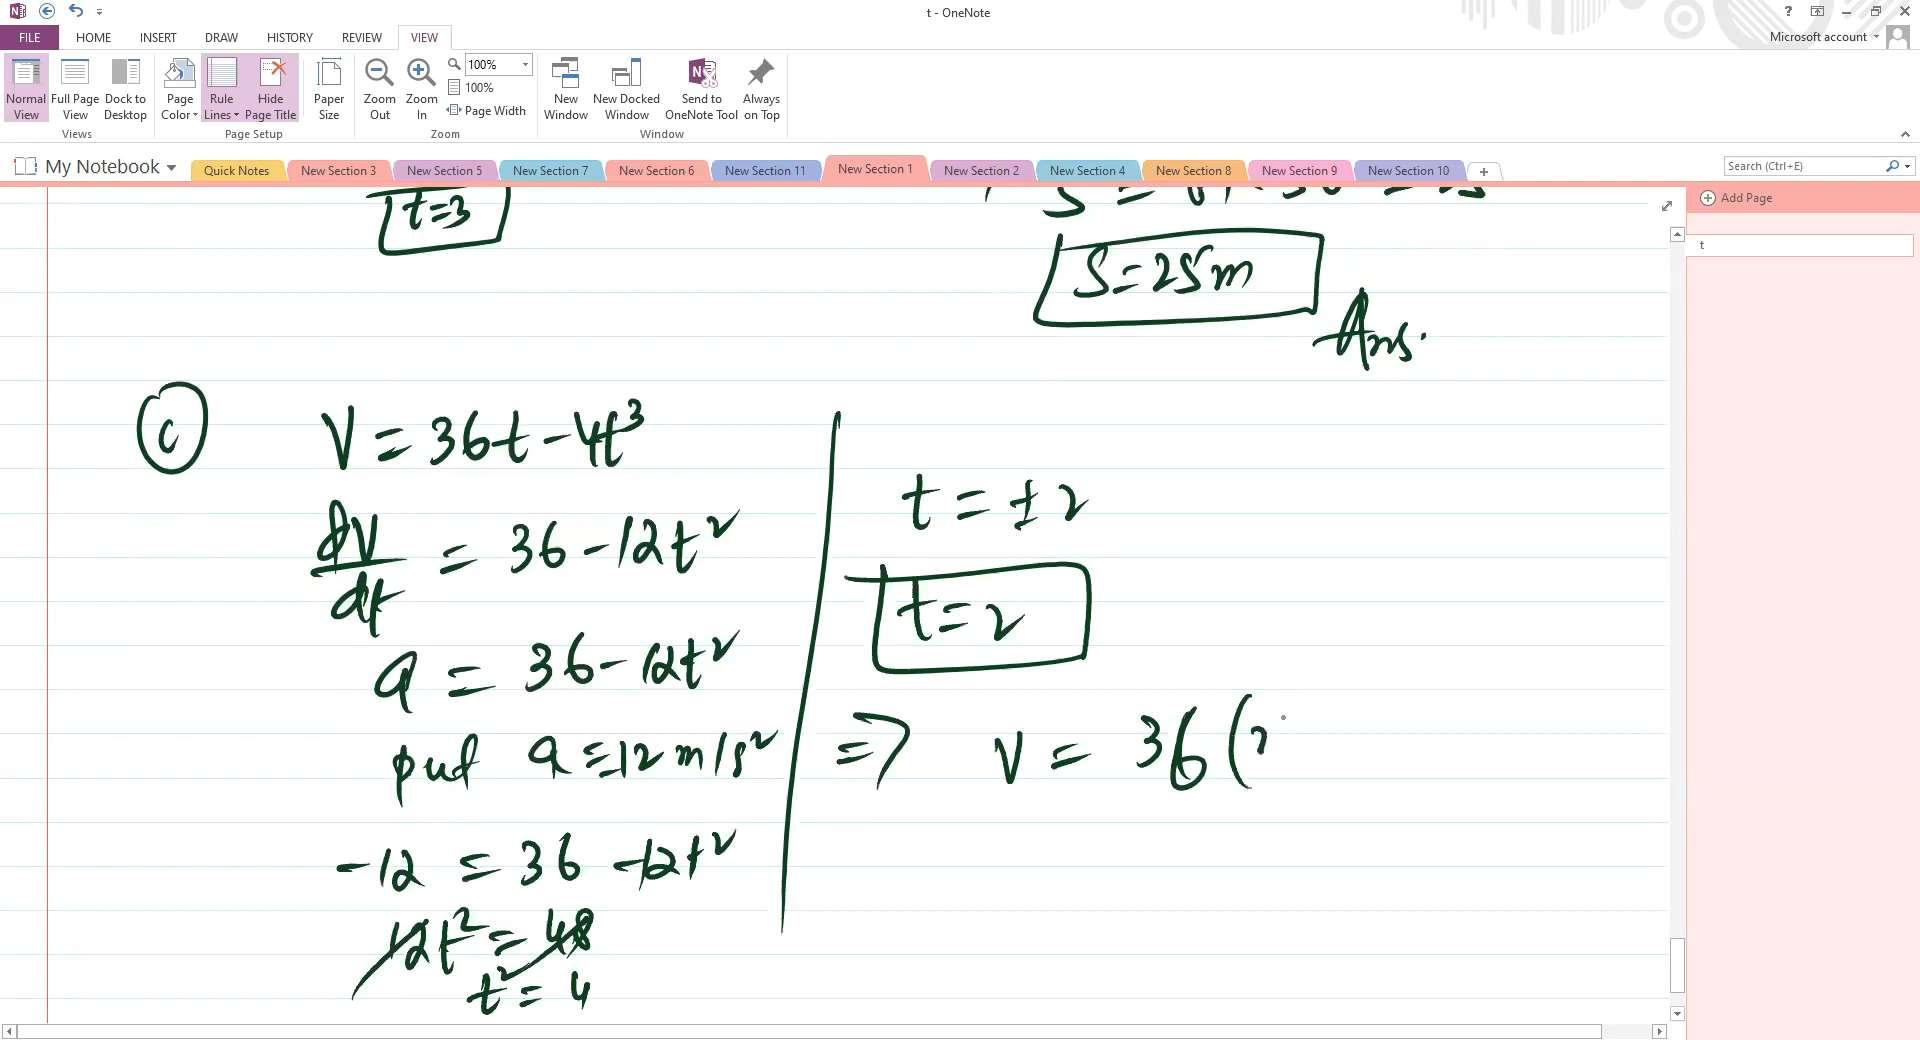 t - OneNote
?
FILE HOME INSERT DRAW HISTORY REVIEW VIEW
Microsoft account
Normal View
Full Page View
Dock to Desktop
Views
Page Color
Rule Lines
Hide Page Title
Paper Size
Page Setup
Zoom Out
Zoom In
100%
100%
Page Width
Zoom
New Window
New Docked Window
Send to OneNote Tool
Always on Top
Window
My Notebook
Quick Notes New Section 3 New Section 5 New Section 7 New Section 6 New Section 11 New Section 1 New Section 2 New Section 4 New Section 8 New Section 9 New Section 10
Search (Ctrl+E)
Add Page
t
t=3
S=25m
Ans.
c
V = 36t - 4t³
dV/dt = 36 - 12t²
a = 36 - 12t²
put a = -12 m/s²
-12 = 36 - 12t²
12t² = 48
t² = 4
t = ±2
t = 2
=> V = 36(2